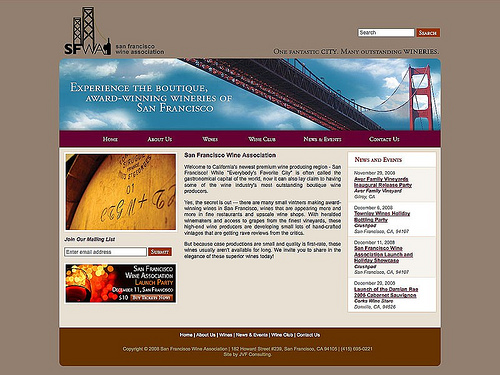 SFWA
san francisco
wine association
Search
SEARCH
ONE FANTASTIC CITY. MANY OUTSTANDING WINERIES.
EXPERIENCE THE BOUTIQUE,
AWARD-WINNING WINERIES OF
SAN FRANCISCO
HOME ABOUT US WINES WINE CLUB NEWS & EVENTS CONTACT US
San Francisco Wine Association
Welcome to California's newest premium wine producing region - San
Francisco! While "Everybody's Favorite City" is often called the
gastronomical capital of the world, now it can also lay claim to having
some of the wine industry's most outstanding boutique wine
producers.
Yes, the secret is out — there are many small vintners making award-
winning wines in San Francisco, wines that are appearing more and
more in fine restaurants and upscale wine shops. With heralded
winemakers and access to grapes from the finest vineyards, these
high-end wine producers are developing small lots of hand-crafted
vintages that are getting rave reviews from the critics.
But because case productions are small and quality is first-rate, these
wines usually aren't available for long. We invite you to share in the
elegance of these superior wines today!
Join Our Mailing List
Enter email address
SUBMIT
SAN FRANCISCO
WINE ASSOCIATION
LAUNCH PARTY
DECEMBER 11, SAN FRANCISCO
$10 BUY TICKETS NOW!
NEWS AND EVENTS
November 29, 2008
Aver Family Vineyards
Inaugural Release Party
Aver Family Vineyard
Gilroy, CA
December 6, 2008
Townley Wines Holiday
Bottling Party
Crushpad
San Francisco, CA, 94107
December 11, 2008
San Francisco Wine
Association Launch and
Holiday Showcase
Crushpad
San Francisco, CA, 94107
December 20, 2008
Launch of the Damian Rae
2006 Cabernet Sauvignon
Corks Wine Store
Danville, CA, 94526
Home | About Us | Wines | News & Events | Wine Club | Contact Us
Copyright © 2008 San Francisco Wine Association | 182 Howard Street #239, San Francisco, CA 94105 | (415) 695-0221
Site by JVF Consulting.